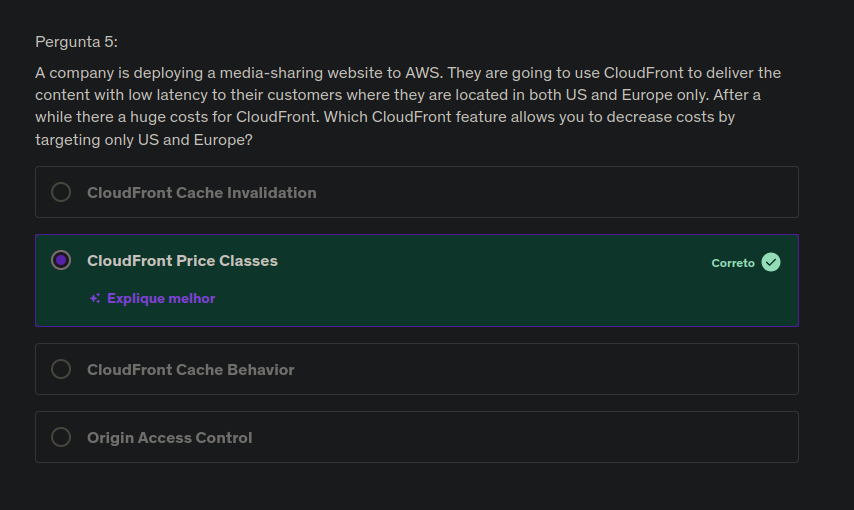 Pergunta 5:
A company is deploying a media-sharing website to AWS. They are going to use CloudFront to deliver the
content with low latency to their customers where they are located in both US and Europe only. After a
while there a huge costs for CloudFront. Which CloudFront feature allows you to decrease costs by
targeting only US and Europe?
CloudFront Cache Invalidation
CloudFront Price Classes
Correto
Explique melhor
CloudFront Cache Behavior
Origin Access Control